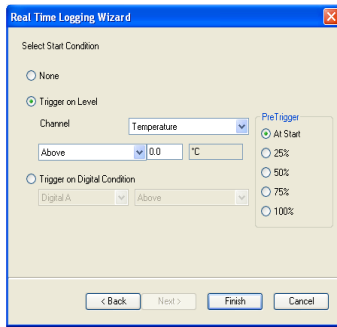 Real Time Logging Wizard
Select Start Condition
None
Trigger on Level
Channel Temperature
Above 0.0 °C
Trigger on Digital Condition
Digital A Above
PreTrigger
At Start
25%
50%
75%
100%
< Back Next > Finish Cancel